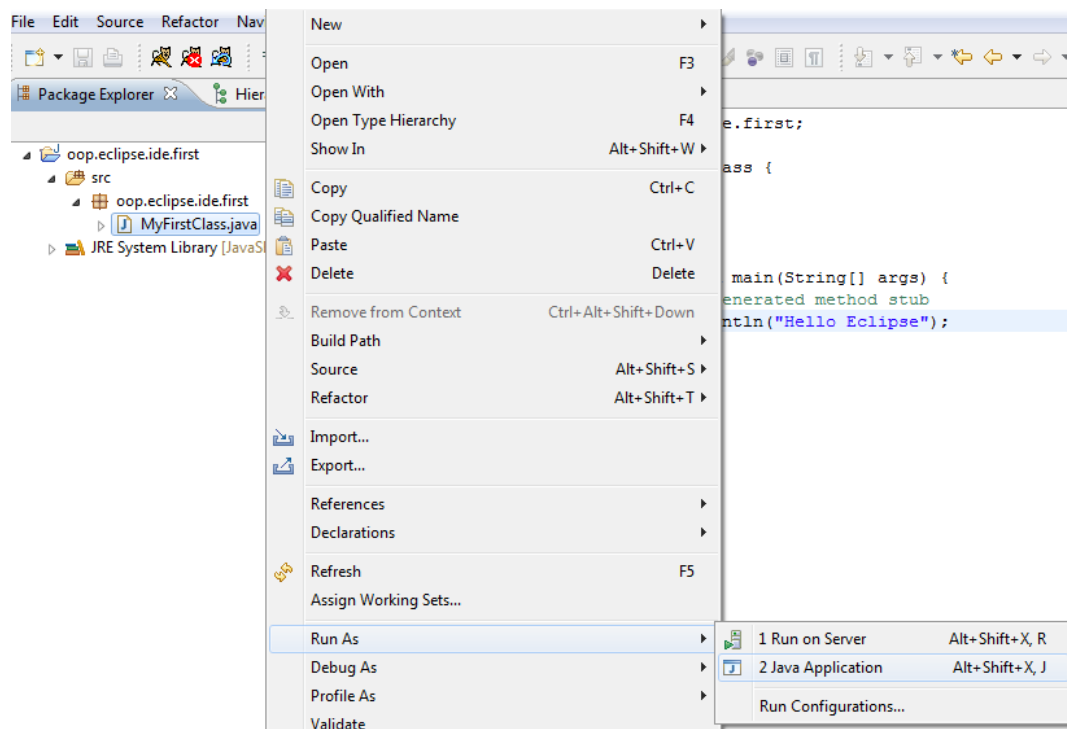 File Edit Source Refactor Nav
Package Explorer Hier
oop.eclipse.ide.first
src
oop.eclipse.ide.first
MyFirstClass.java
JRE System Library [JavaS
New
Open F3
Open With
Open Type Hierarchy F4
Show In Alt+Shift+W
Copy Ctrl+C
Copy Qualified Name
Paste Ctrl+V
Delete Delete
Remove from Context Ctrl+Alt+Shift+Down
Build Path
Source Alt+Shift+S
Refactor Alt+Shift+T
Import...
Export...
References
Declarations
Refresh F5
Assign Working Sets...
Run As
Debug As
Profile As
Validate
1 Run on Server Alt+Shift+X, R
2 Java Application Alt+Shift+X, J
Run Configurations...
e.first;
ass {
main(String[] args) {
enerated method stub
ntln("Hello Eclipse");